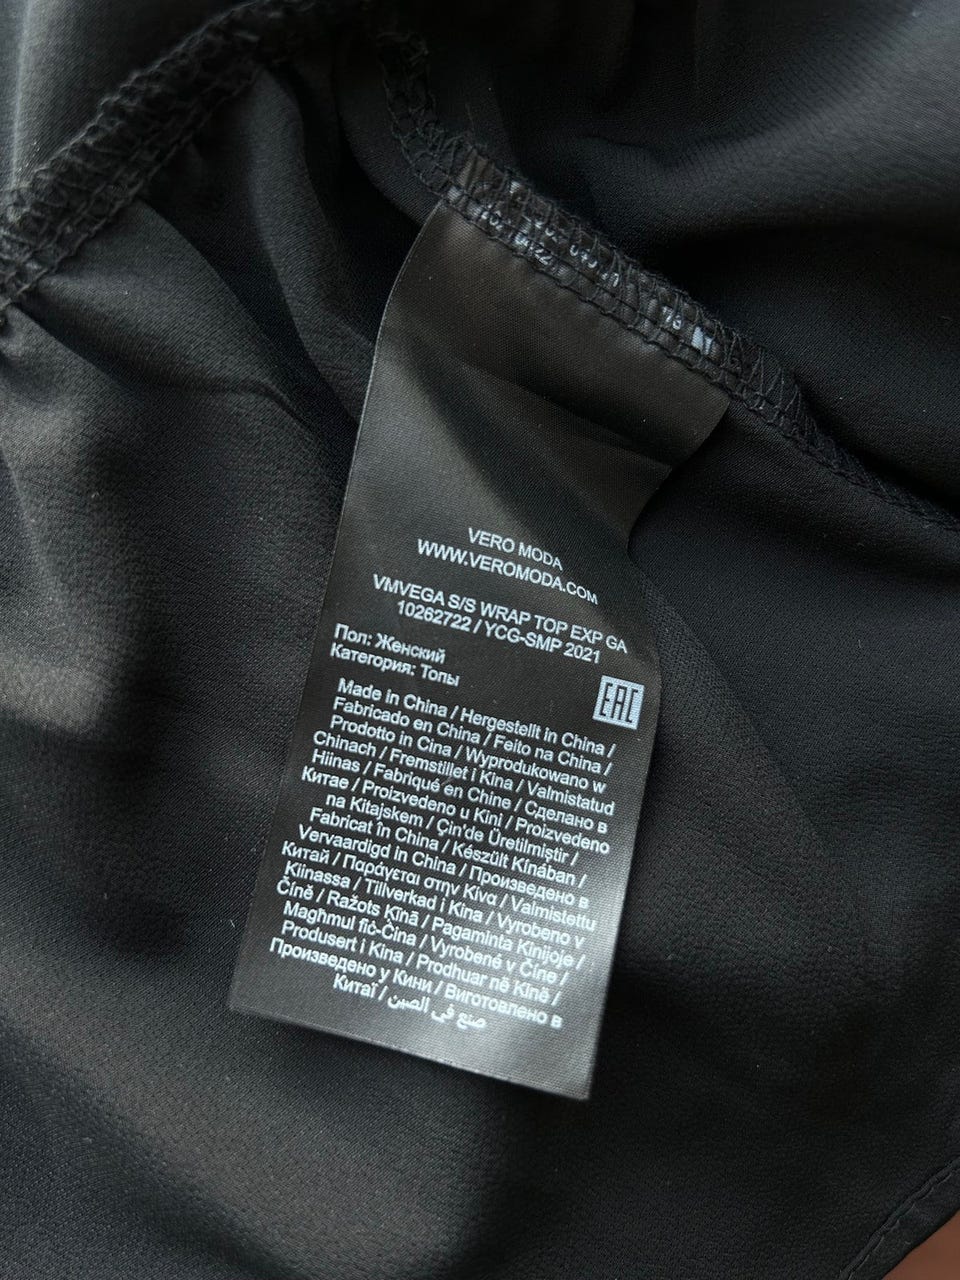 VERO MODA
WWW.VEROMODA.COM
VMVEGA S/S WRAP TOP EXP GA
10262722 / YCG-SMP 2021
Пол: Женский
Категория: Топы
EAC
Made in China / Hergestellt in China /
Fabricado en China / Feito na China /
Prodotto in Cina / Wyprodukowano w
Chinach / Fremstillet i Kina / Valmistatud
Hiinas / Fabriqué en Chine / Сделано в
Китае / Proizvedeno u Kini / Proizvedeno
na Kitajskem / Çin'de Üretilmiştir /
Fabricat în China / Készült Kínában /
Vervaardigd in China / Произведено в
Китай / Παράγεται στην Κίνα / Valmistettu
Kiinassa / Tillverkad i Kina / Vyrobeno v
Číně / Ražots Ķīnā / Pagaminta Kinijoje /
Magħmul fiċ-Ċina / Vyrobené v Číne /
Produsert i Kina / Prodhuar në Kinë /
Произведено у Кини / Виготовлено в
Китаї / صنع في الصين